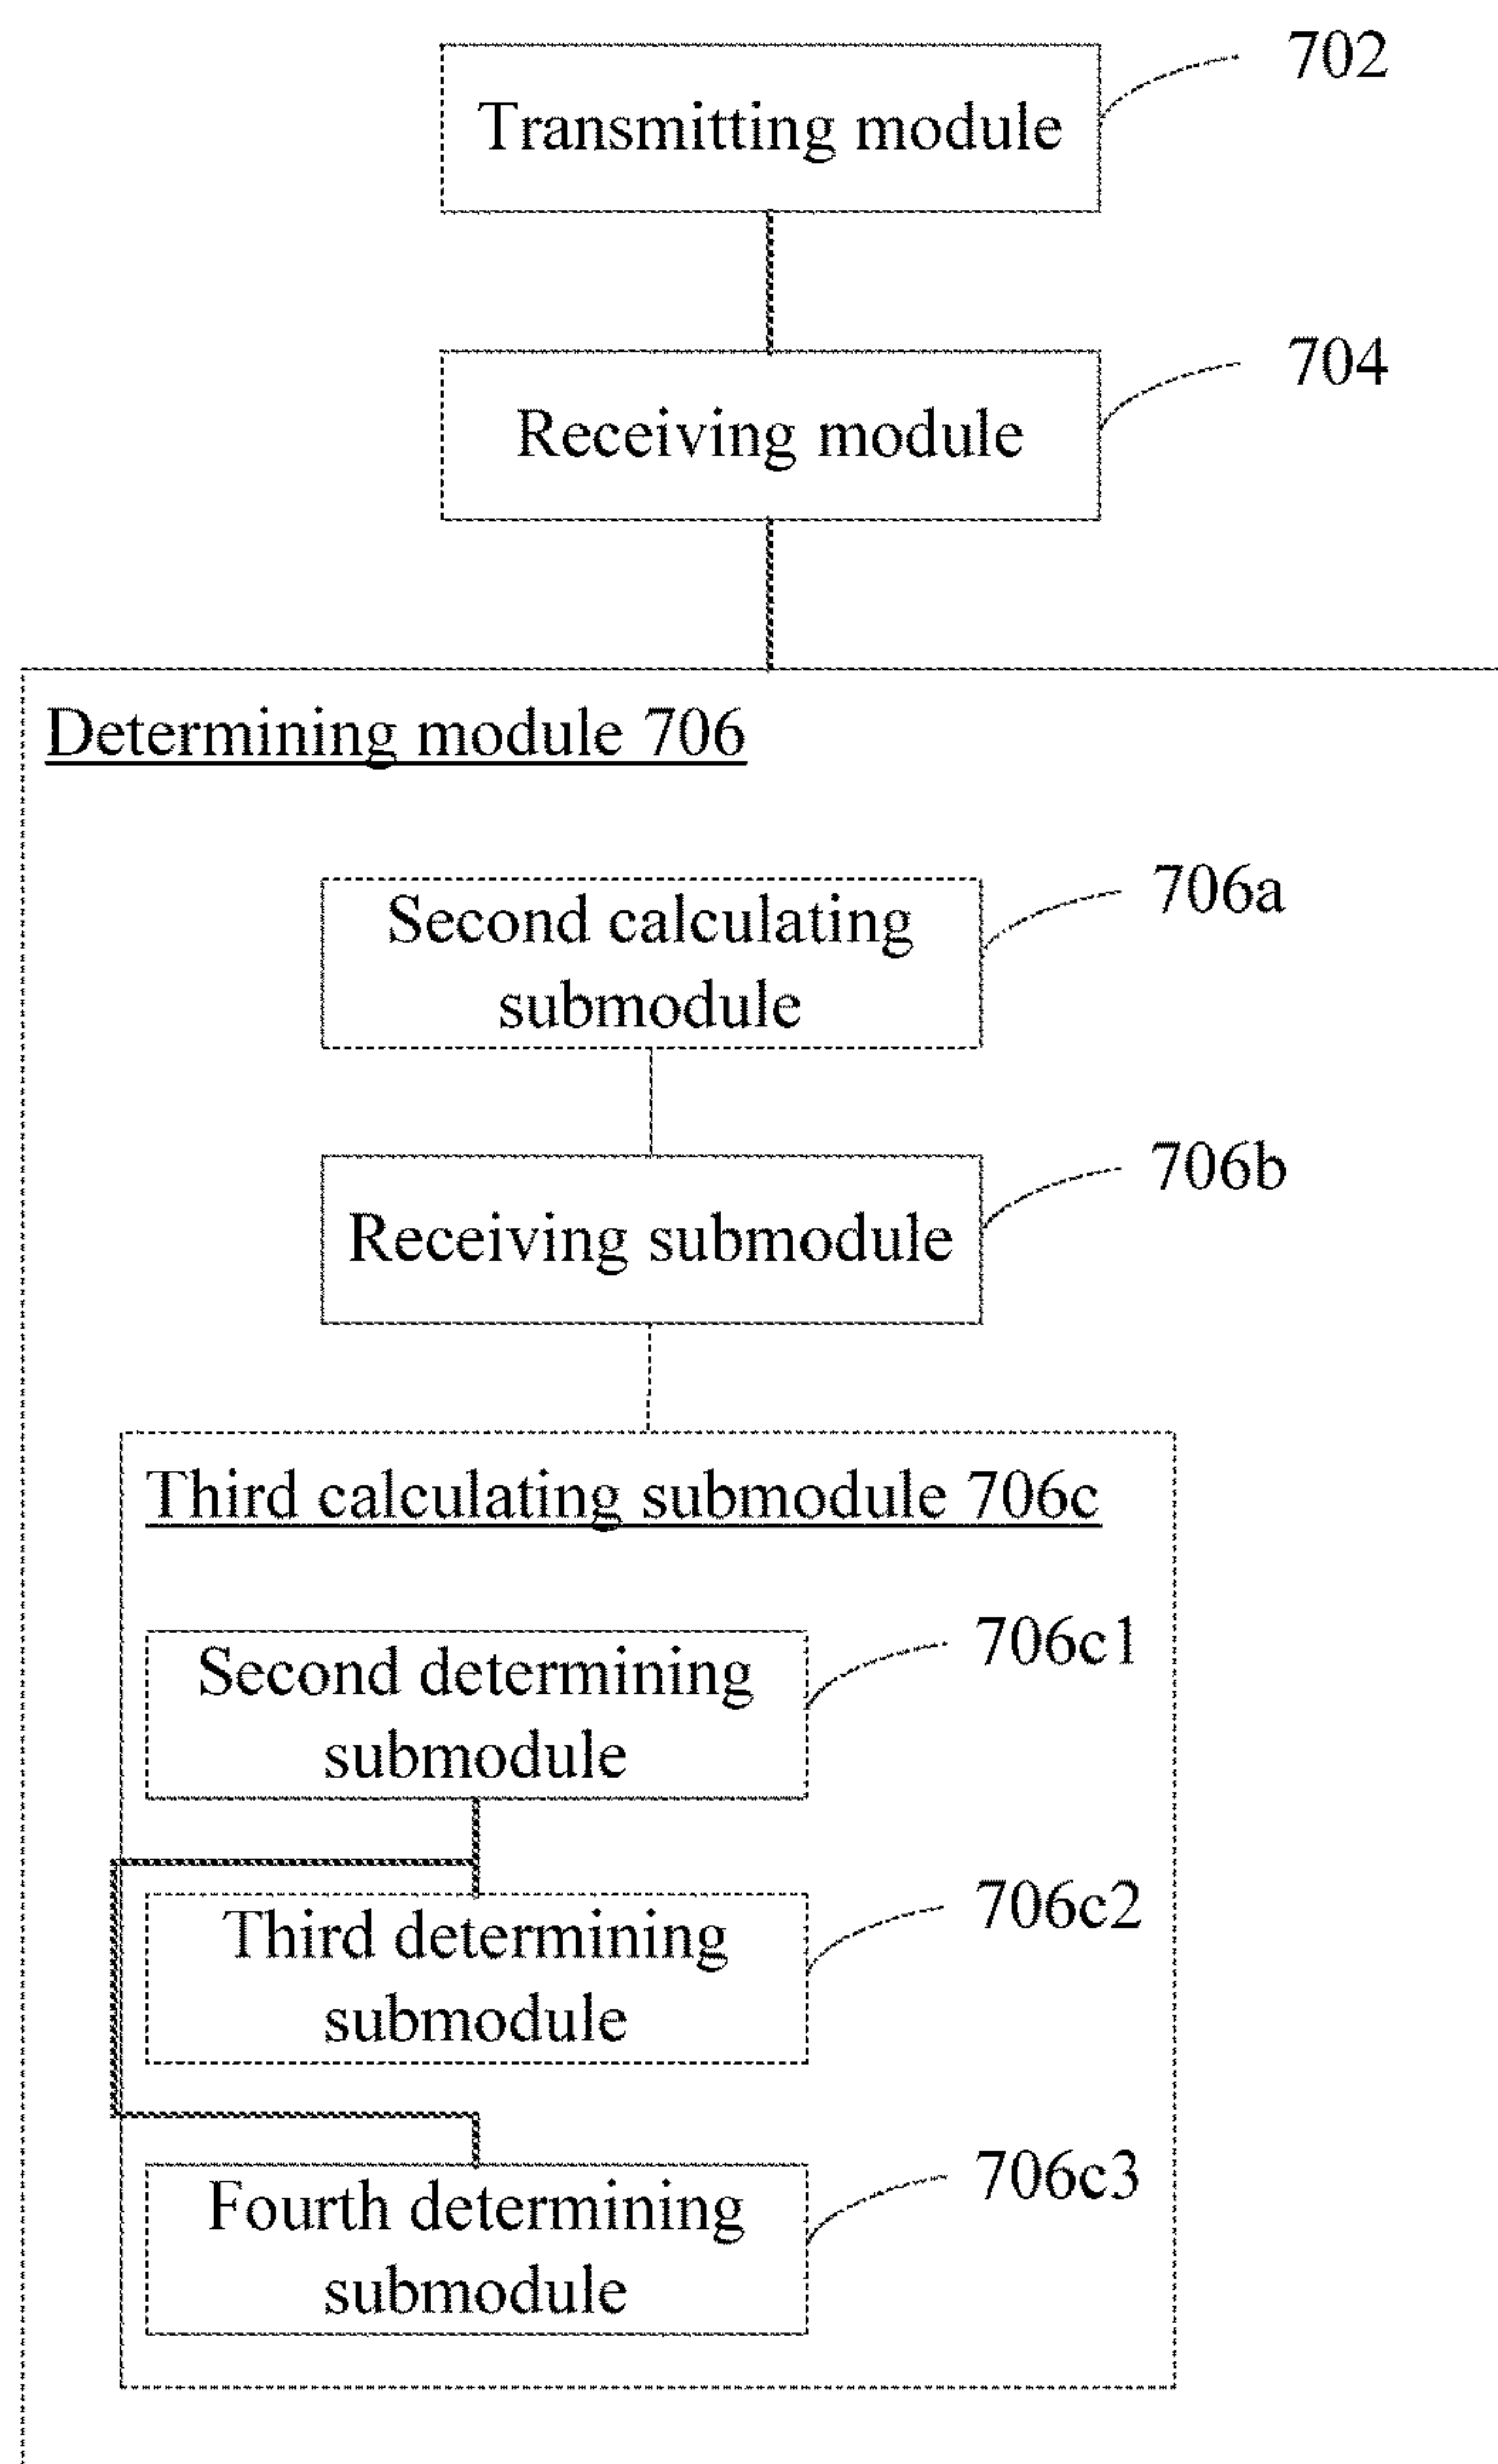 702
Transmitting module
704
Receiving module
Determining module 706
706a
Second calculating
submodule
706b
Receiving submodule
Third calculating submodule 706c
706c1
Second determining
submodule
706c2
Third determining
submodule
706c3
Fourth determining
submodule